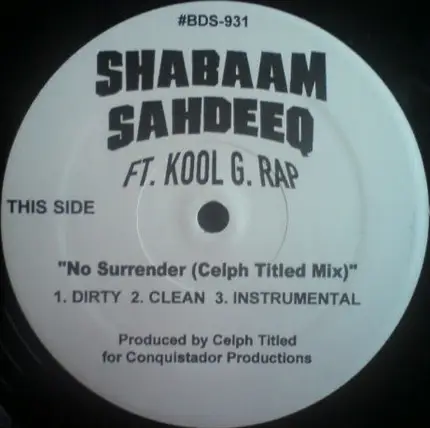 #BDS-931
SHABAAM
SAHDEEQ
FT. KOOL G. RAP
THIS SIDE
"No Surrender (Celph Titled Mix)"
1. DIRTY 2. CLEAN 3. INSTRUMENTAL
Produced by Celph Titled
for Conquistador Productions